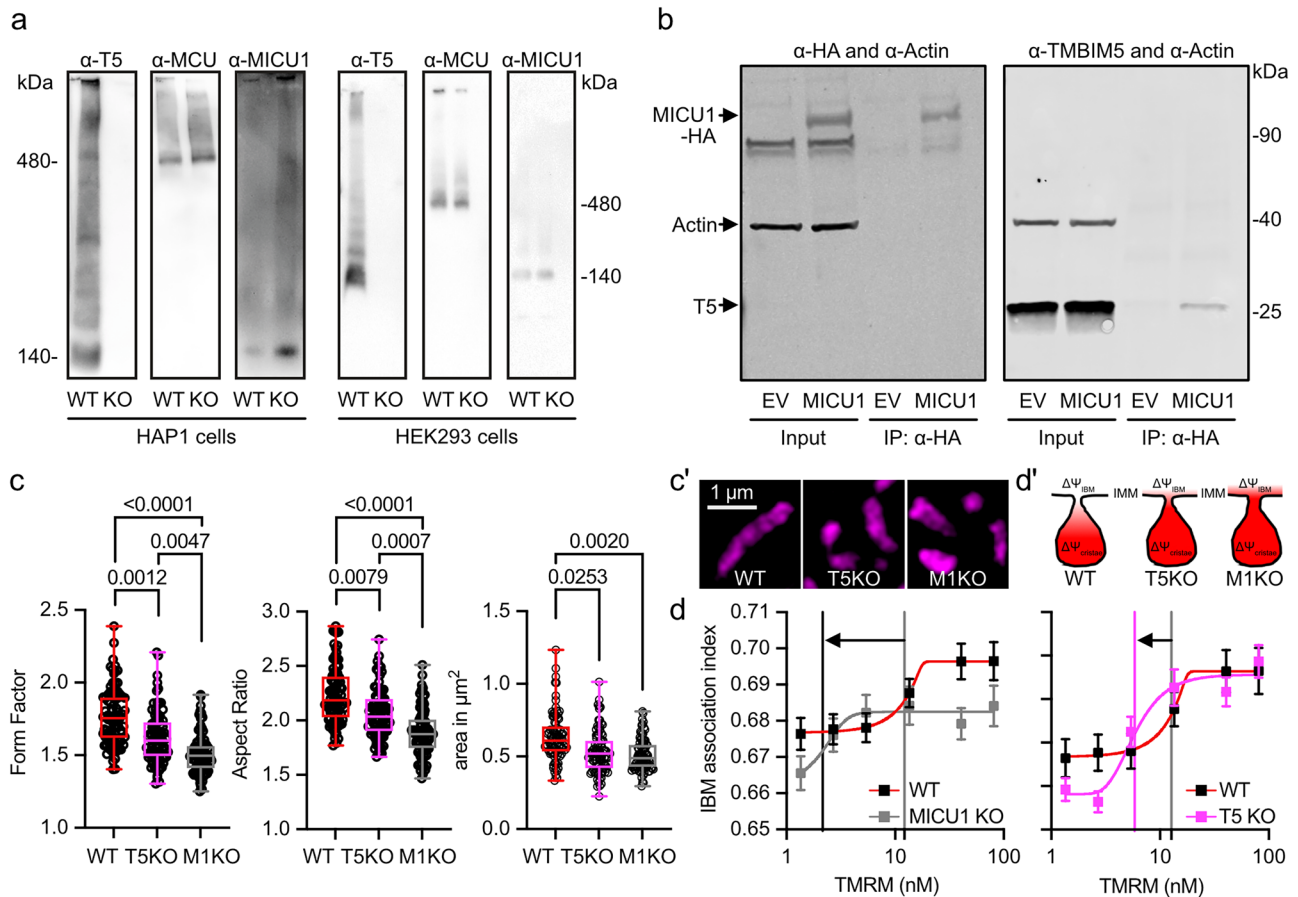 a
α-T5 α-MCU α-MICU1 α-T5 α-MCU α-MICU1
kDa
480-
140-
-480
-140
WT KO WT KO WT KO WT KO WT KO WT KO
HAP1 cells HEK293 cells
b
α-HA and α-Actin α-TMBIM5 and α-Actin
kDa
MICU1
-HA
Actin
T5
-90
-40
-25
EV MICU1 EV MICU1 EV MICU1 EV MICU1
Input IP: α-HA Input IP: α-HA
c
<0.0001
0.0047
0.0012
Form Factor
2.5
2.0
1.5
1.0
WT T5KO M1KO
<0.0001
0.0007
0.0079
Aspect Ratio
3.0
2.5
2.0
1.5
1.0
WT T5KO M1KO
0.0020
0.0253
area in µm²
1.5
1.0
0.5
0.0
WT T5KO M1KO
c'
1 µm
WT T5KO M1KO
d'
ΔΨIBM IMM ΔΨIBM IMM ΔΨIBM
ΔΨcristae ΔΨcristae ΔΨcristae
WT T5KO M1KO
d
IBM association index
0.71
0.70
0.69
0.68
0.67
0.66
0.65
WT
MICU1 KO
1 10 100
TMRM (nM)
WT
T5 KO
1 10 100
TMRM (nM)